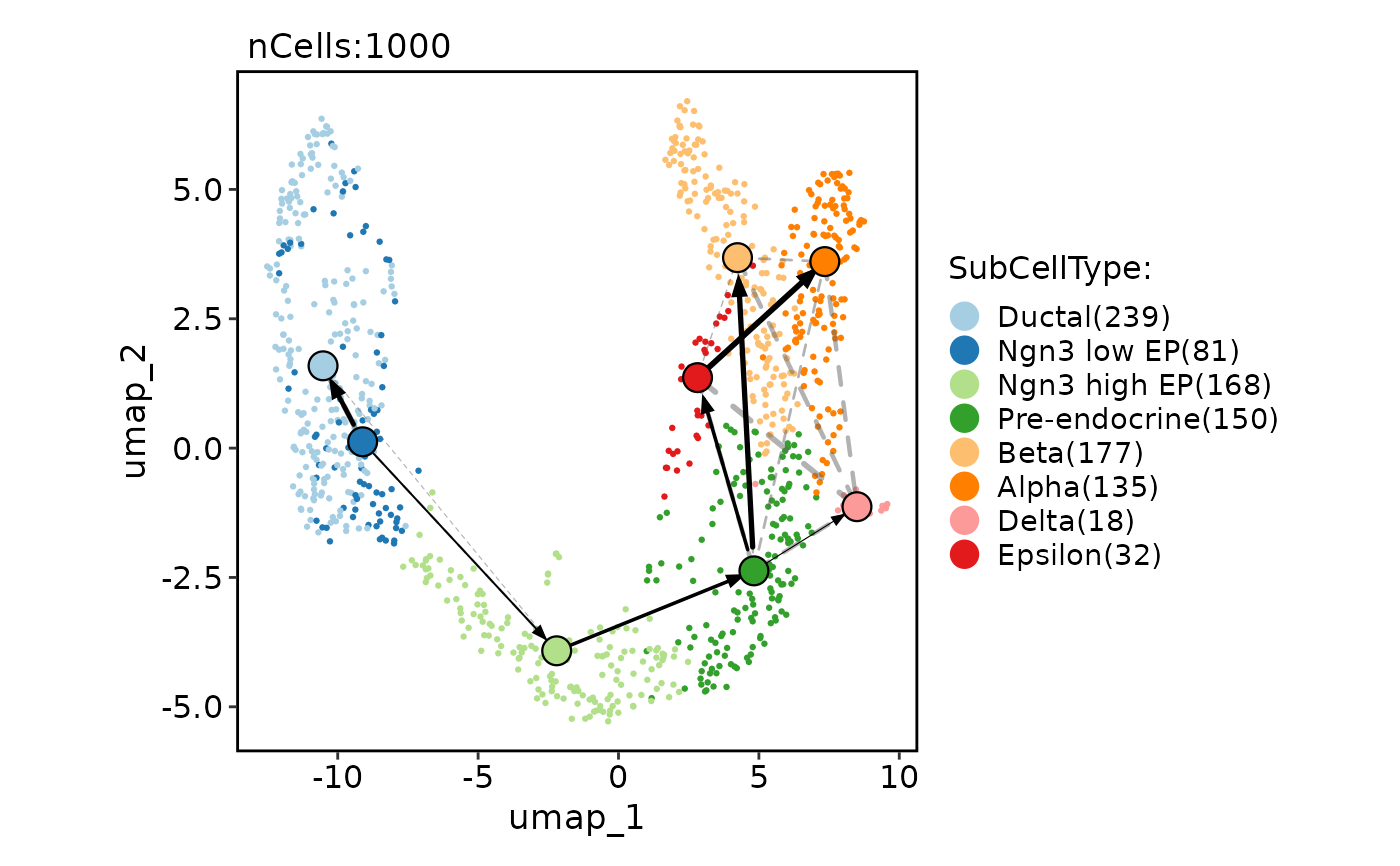 nCells:1000
umap_2
5.0
2.5
0.0
-2.5
-5.0
-10
-5
0
5
10
umap_1
SubCellType:
Ductal(239)
Ngn3 low EP(81)
Ngn3 high EP(168)
Pre-endocrine(150)
Beta(177)
Alpha(135)
Delta(18)
Epsilon(32)